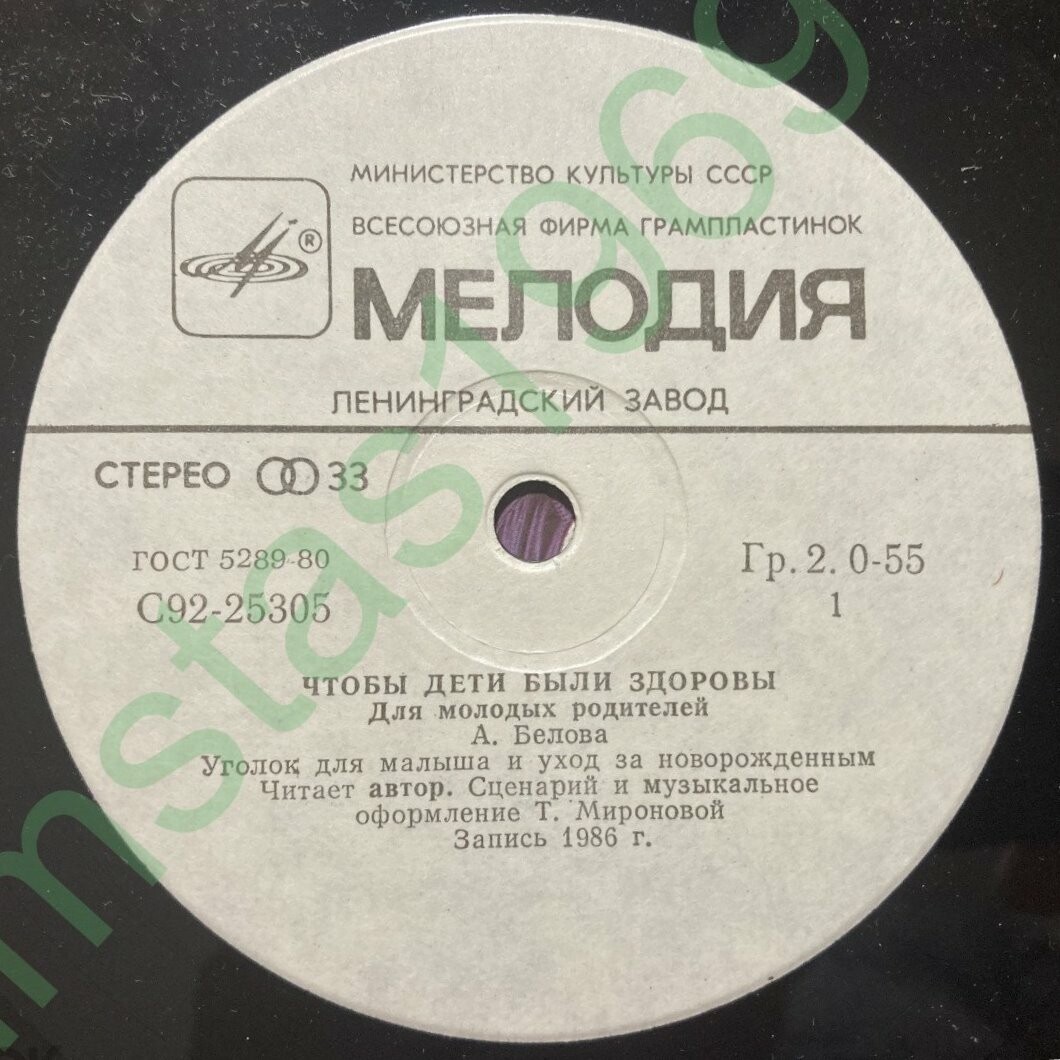 МИНИСТЕРСТВО КУЛЬТУРЫ СССР
ВСЕСОЮЗНАЯ ФИРМА ГРАМПЛАСТИНОК
®
МЕЛОДИЯ
ЛЕНИНГРАДСКИЙ ЗАВОД
СТЕРЕО 33
ГОСТ 5289-80
С92-25305
Гр. 2. 0-55
1
ЧТОБЫ ДЕТИ БЫЛИ ЗДОРОВЫ
Для молодых родителей
А. Белова
Уголок для малыша и уход за новорожденным
Читает автор. Сценарий и музыкальное
оформление Т. Мироновой
Запись 1986 г.
mstas1969